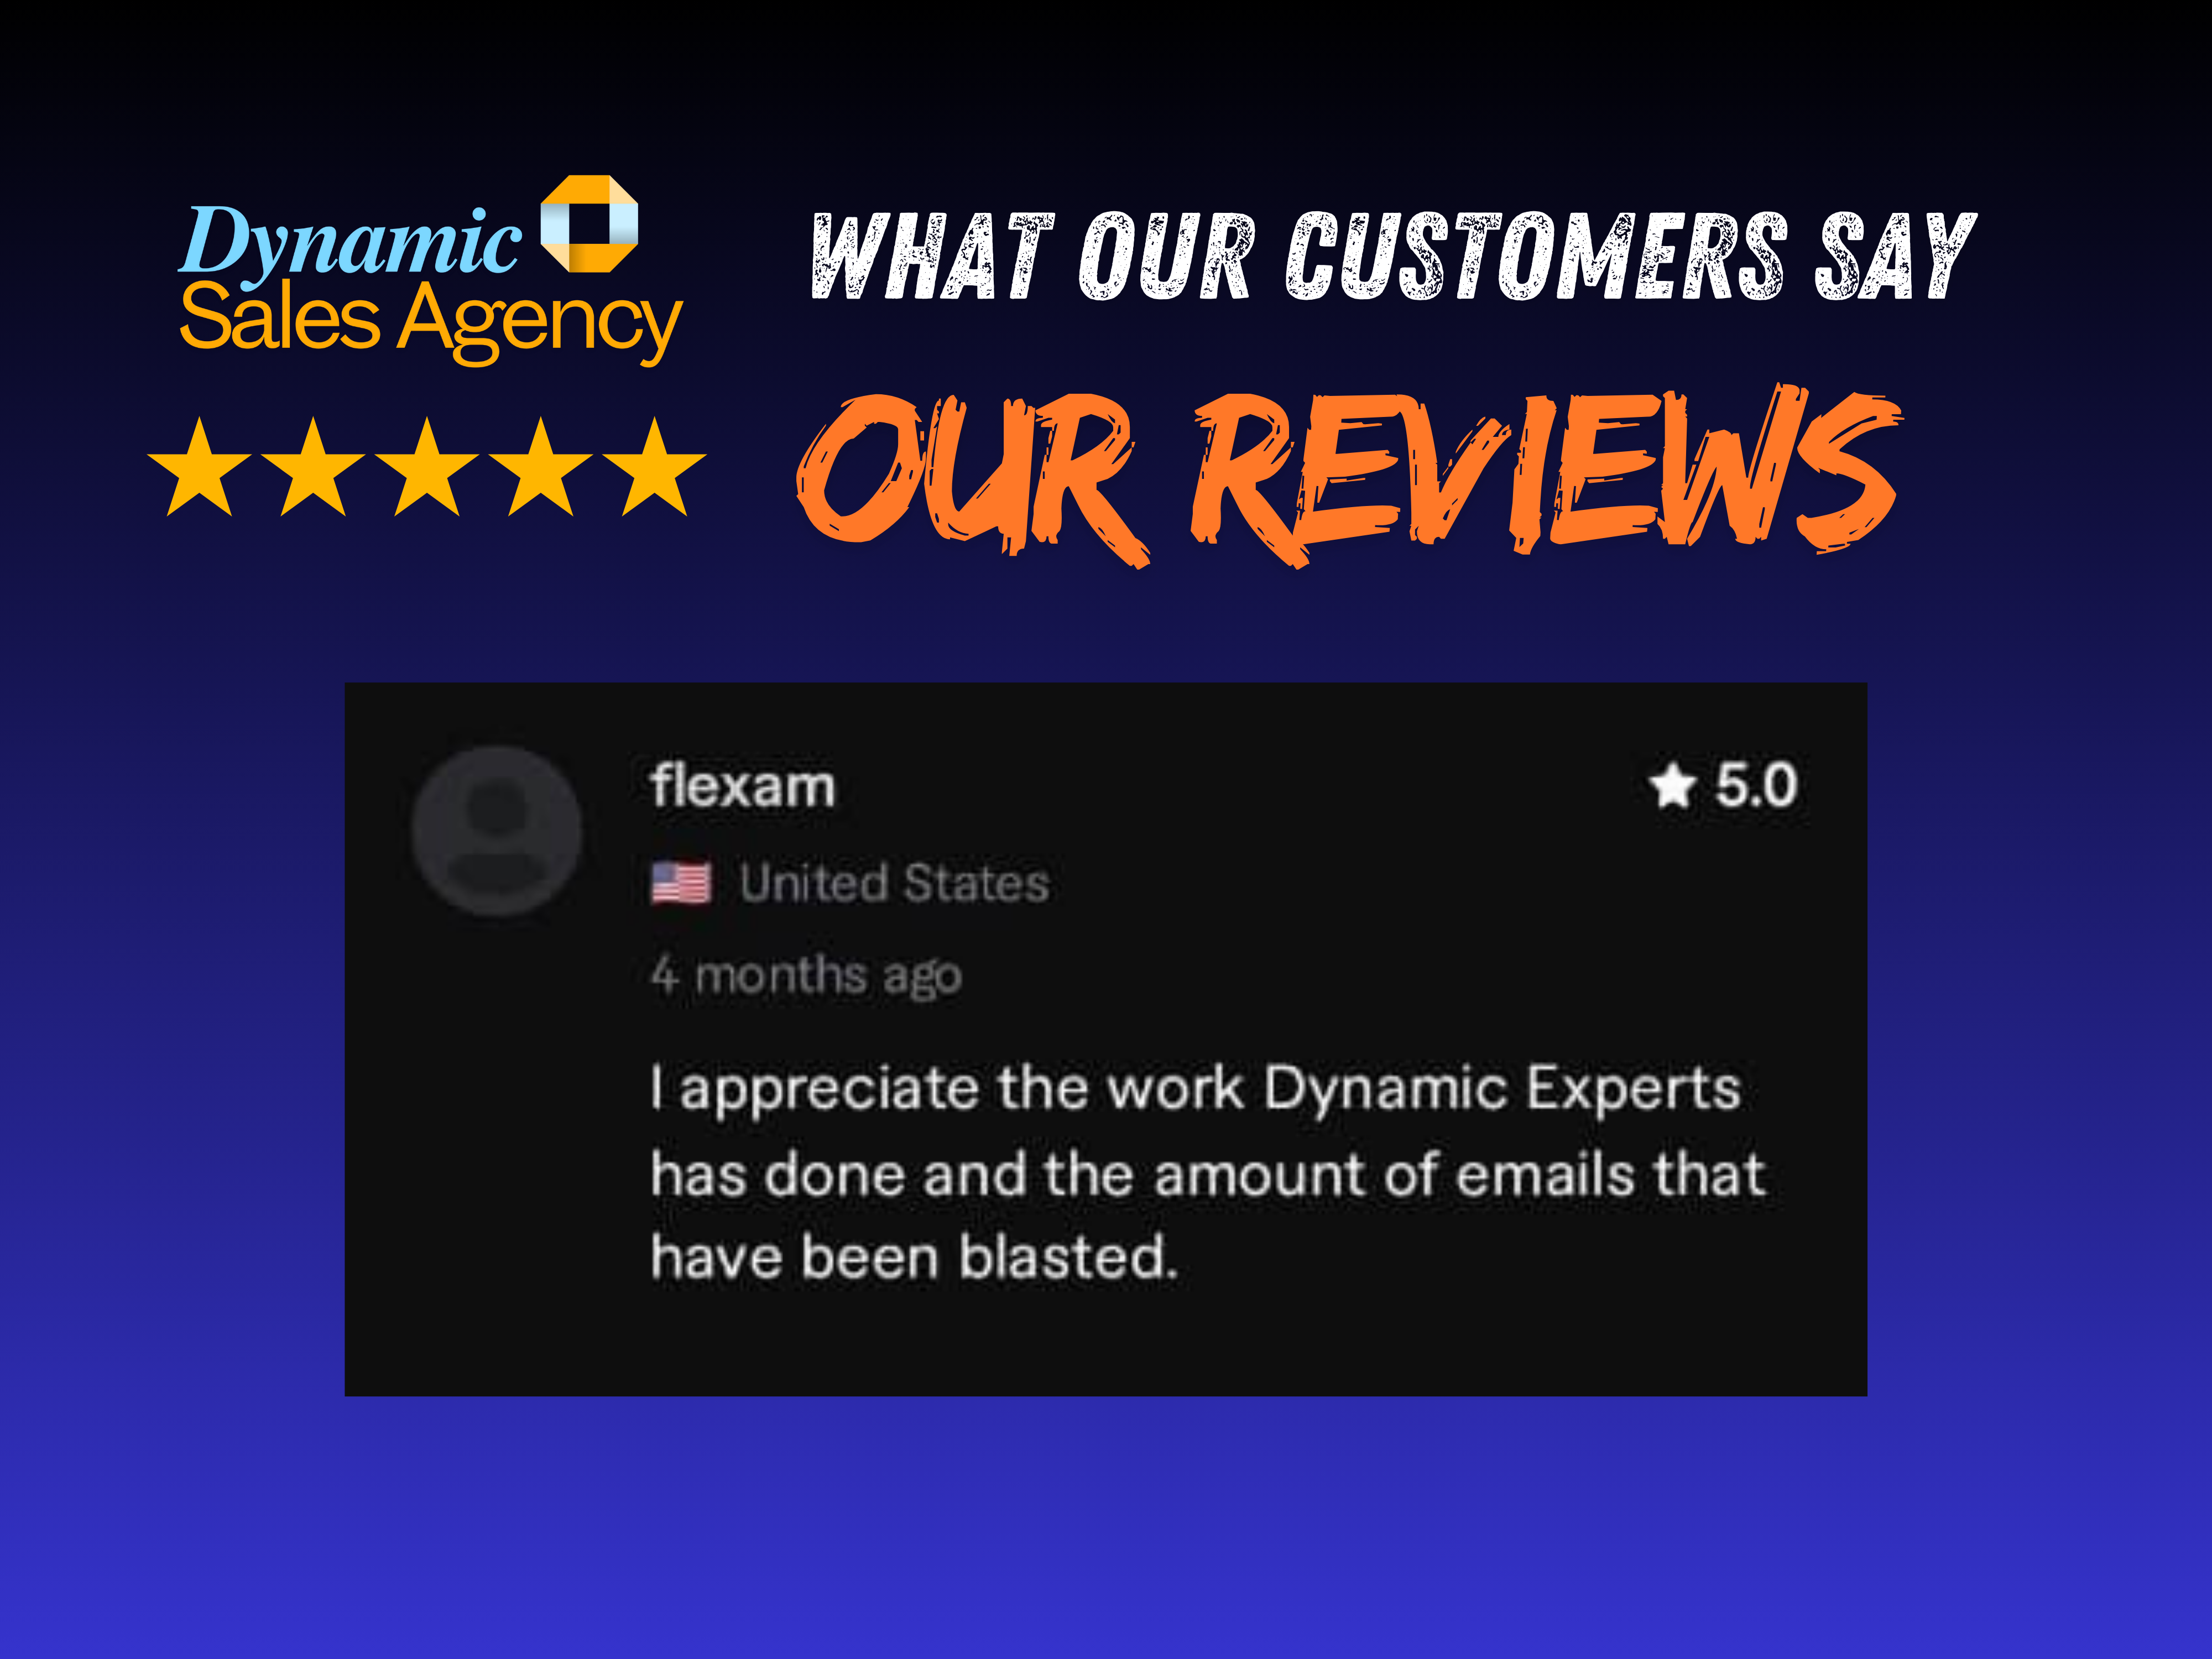 Dynamic
Sales Agency
WHAT OUR CUSTOMERS SAY
OUR REVIEWS
flexam
5.0
United States
4 months ago
I appreciate the work Dynamic Experts
has done and the amount of emails that
have been blasted.